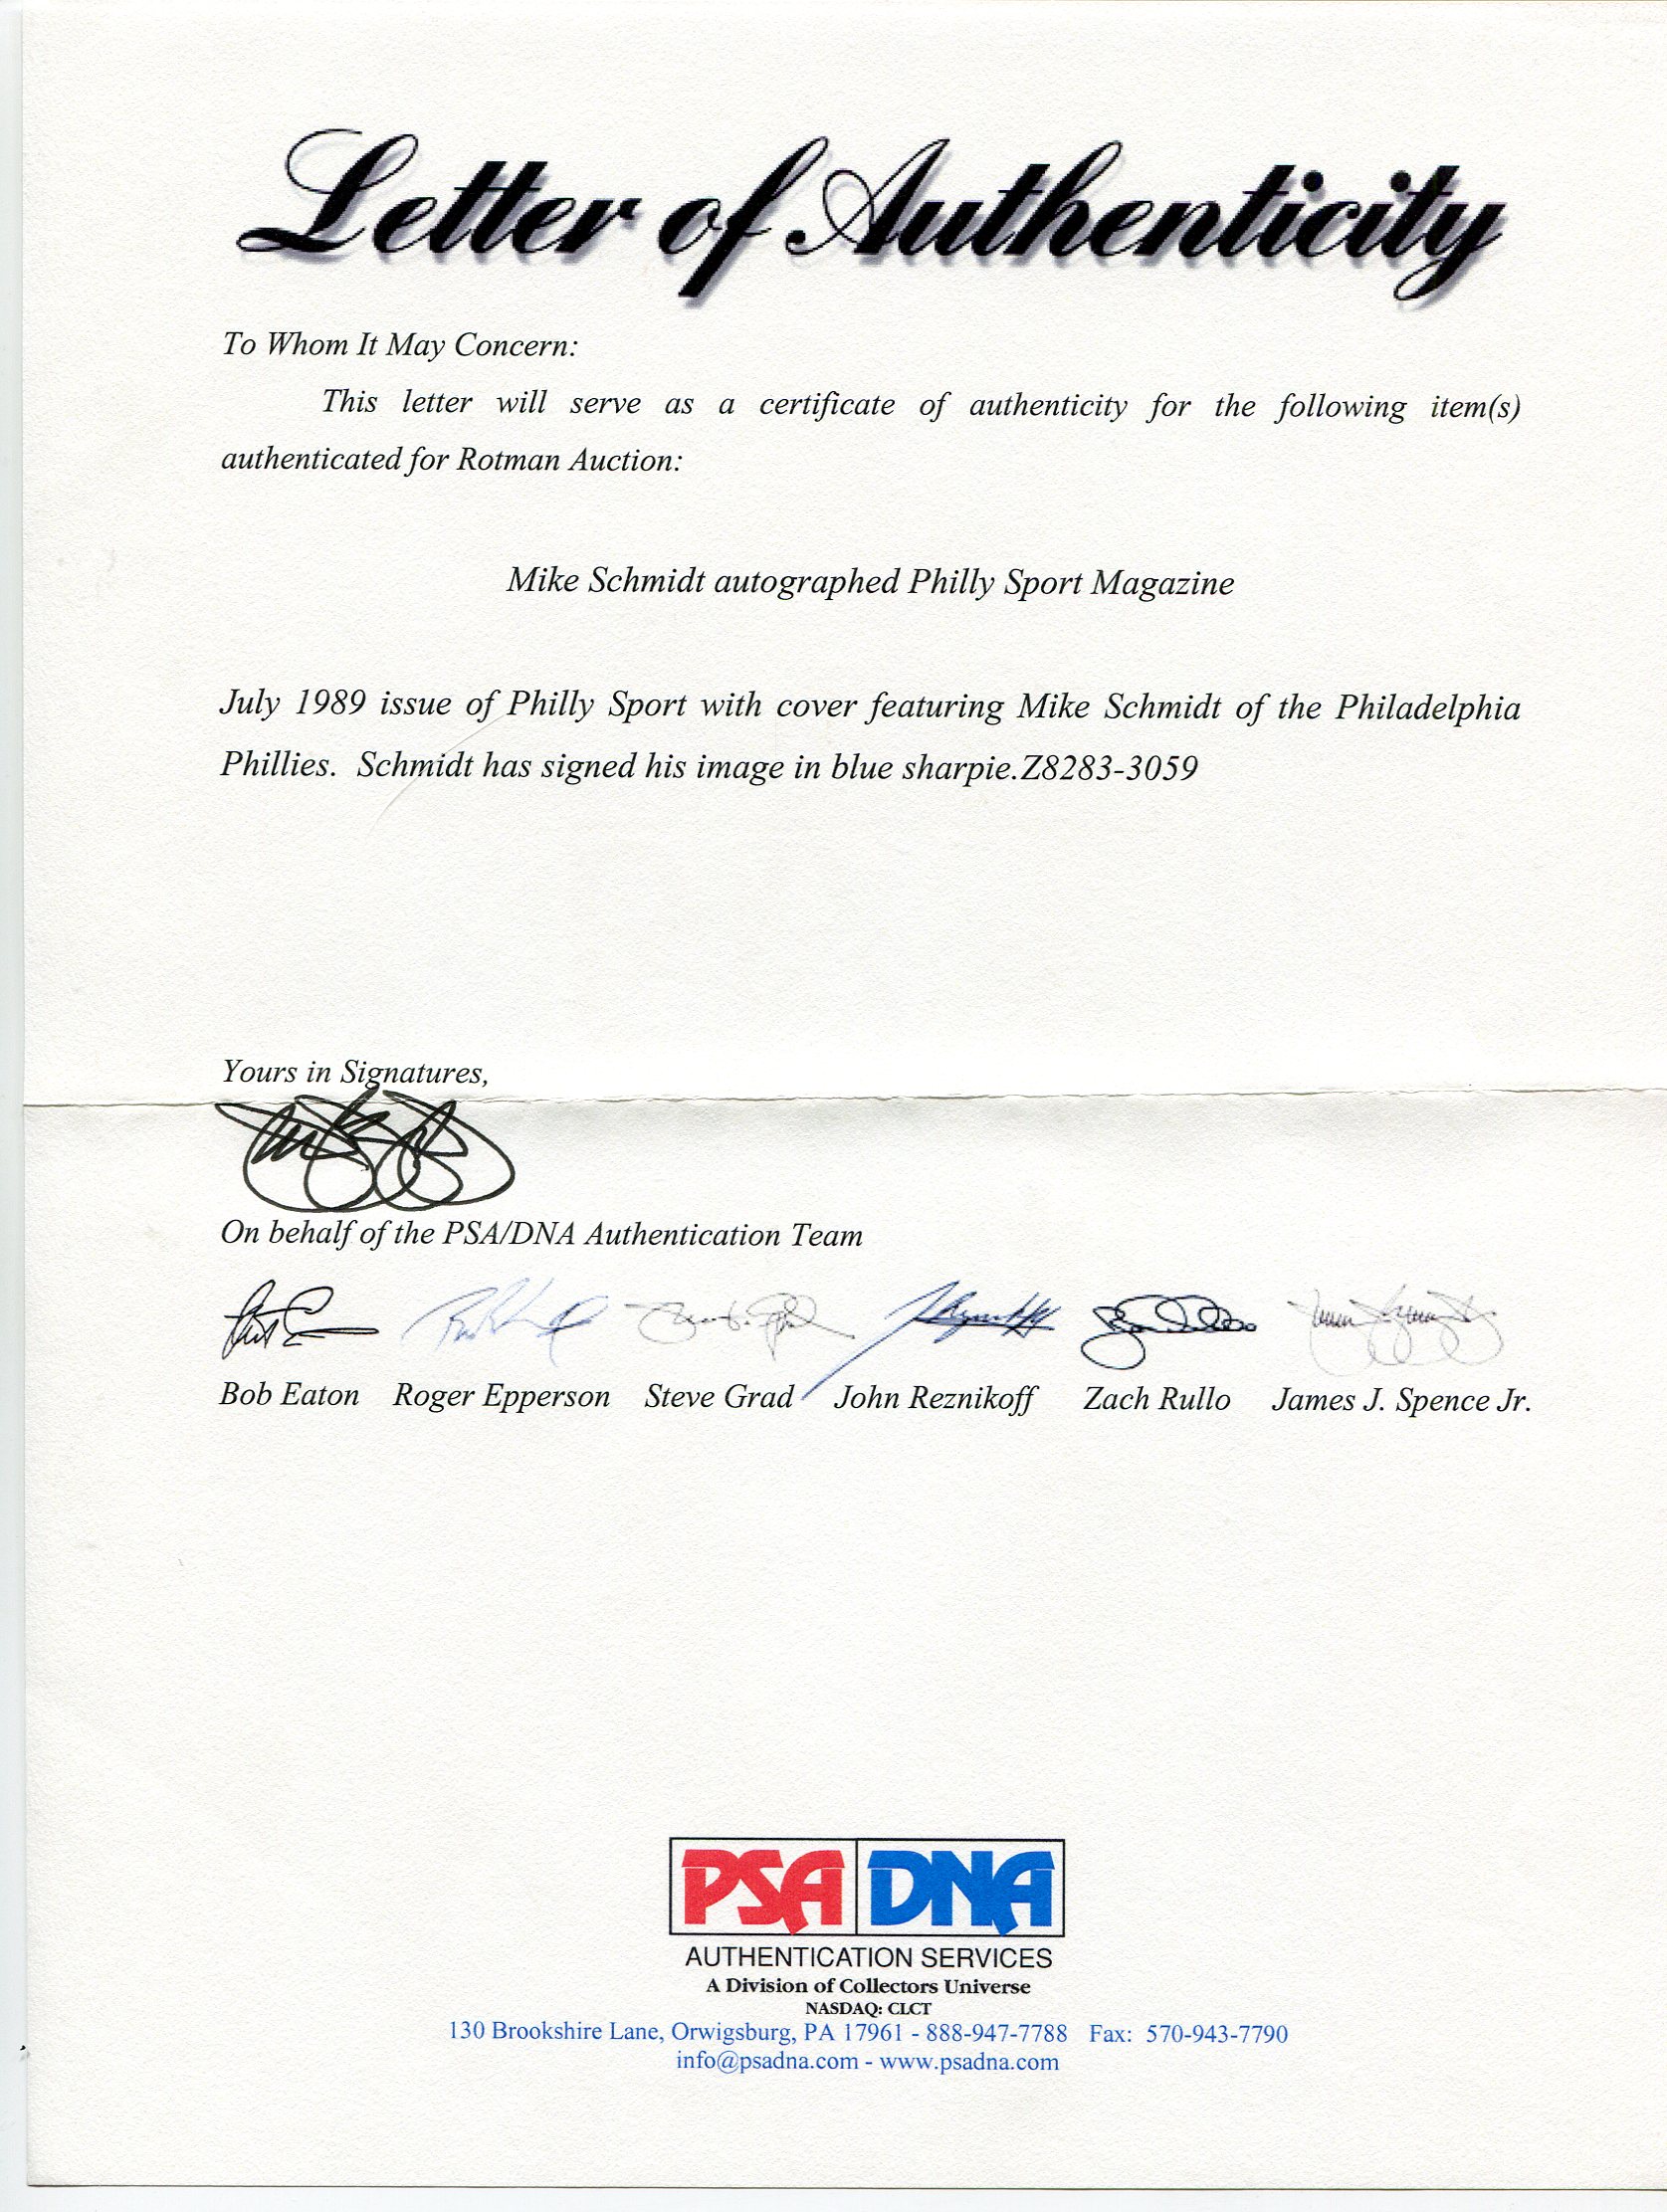 Letter of Authenticity
To Whom It May Concern:
This letter will serve as a certificate of authenticity for the following item(s)
authenticated for Rotman Auction:
Mike Schmidt autographed Philly Sport Magazine
July 1989 issue of Philly Sport with cover featuring Mike Schmidt of the Philadelphia
Phillies. Schmidt has signed his image in blue sharpie.Z8283-3059
Yours in Signatures,
On behalf of the PSA/DNA Authentication Team
Bob Eaton Roger Epperson Steve Grad John Reznikoff Zach Rullo James J. Spence Jr.
PSA DNA
AUTHENTICATION SERVICES
A Division of Collectors Universe
NASDAQ: CLCT
130 Brookshire Lane, Orwigsburg, PA 17961 - 888-947-7788 Fax: 570-943-7790
info@psadna.com - www.psadna.com